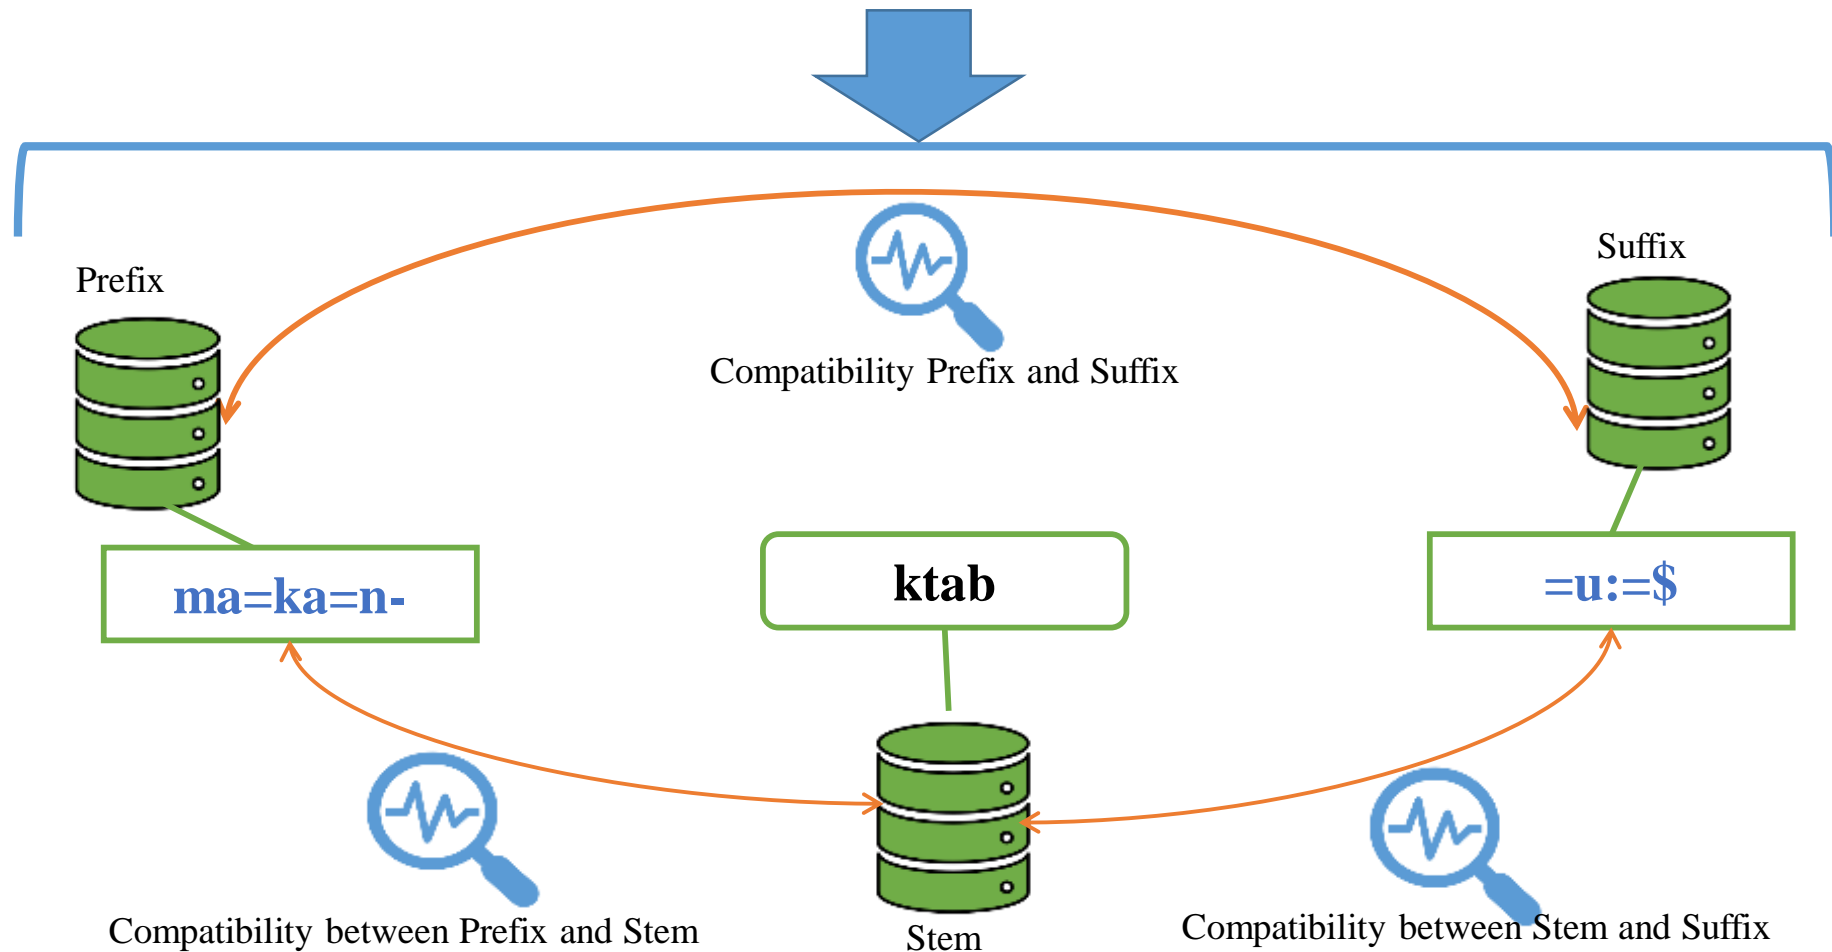 Suffix
Prefix
Compatibility Prefix and Suffix
ma=ka=n-
ktab
=u:=$
Compatibility between Prefix and Stem
Stem
Compatibility between Stem and Suffix